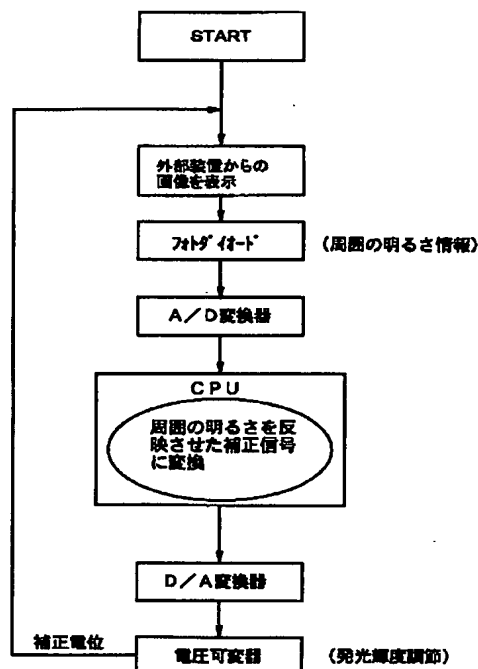 START
外部装置からの
画像を表示
フォトダイオード
(周囲の明るさ情報)
A/D変換器
CPU
周囲の明るさを反
映させた補正信号
に変換
D/A変換器
補正電位
電圧可変器
(発光輝度調節)